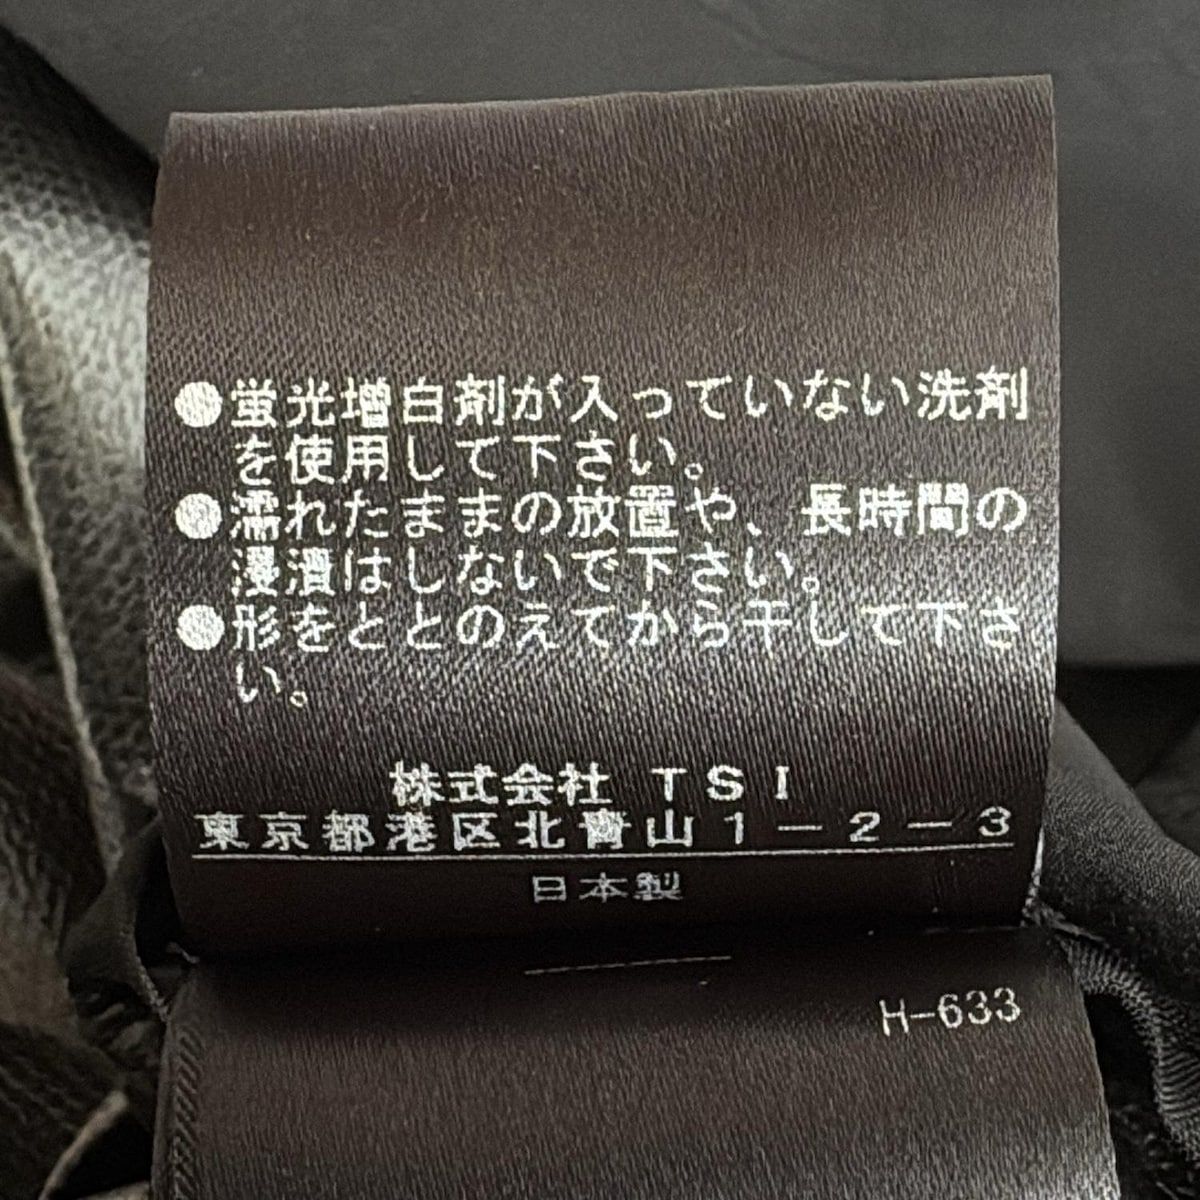 ●蛍光増白剤が入っていない洗剤
を使用して下さい。
●濡れたままの放置や、長時間の
浸漬はしないで下さい。
●形をととのえてから干して下さ
い。
株式会社 TSI
東京都港区北青山1-2-3
日本製
H-633